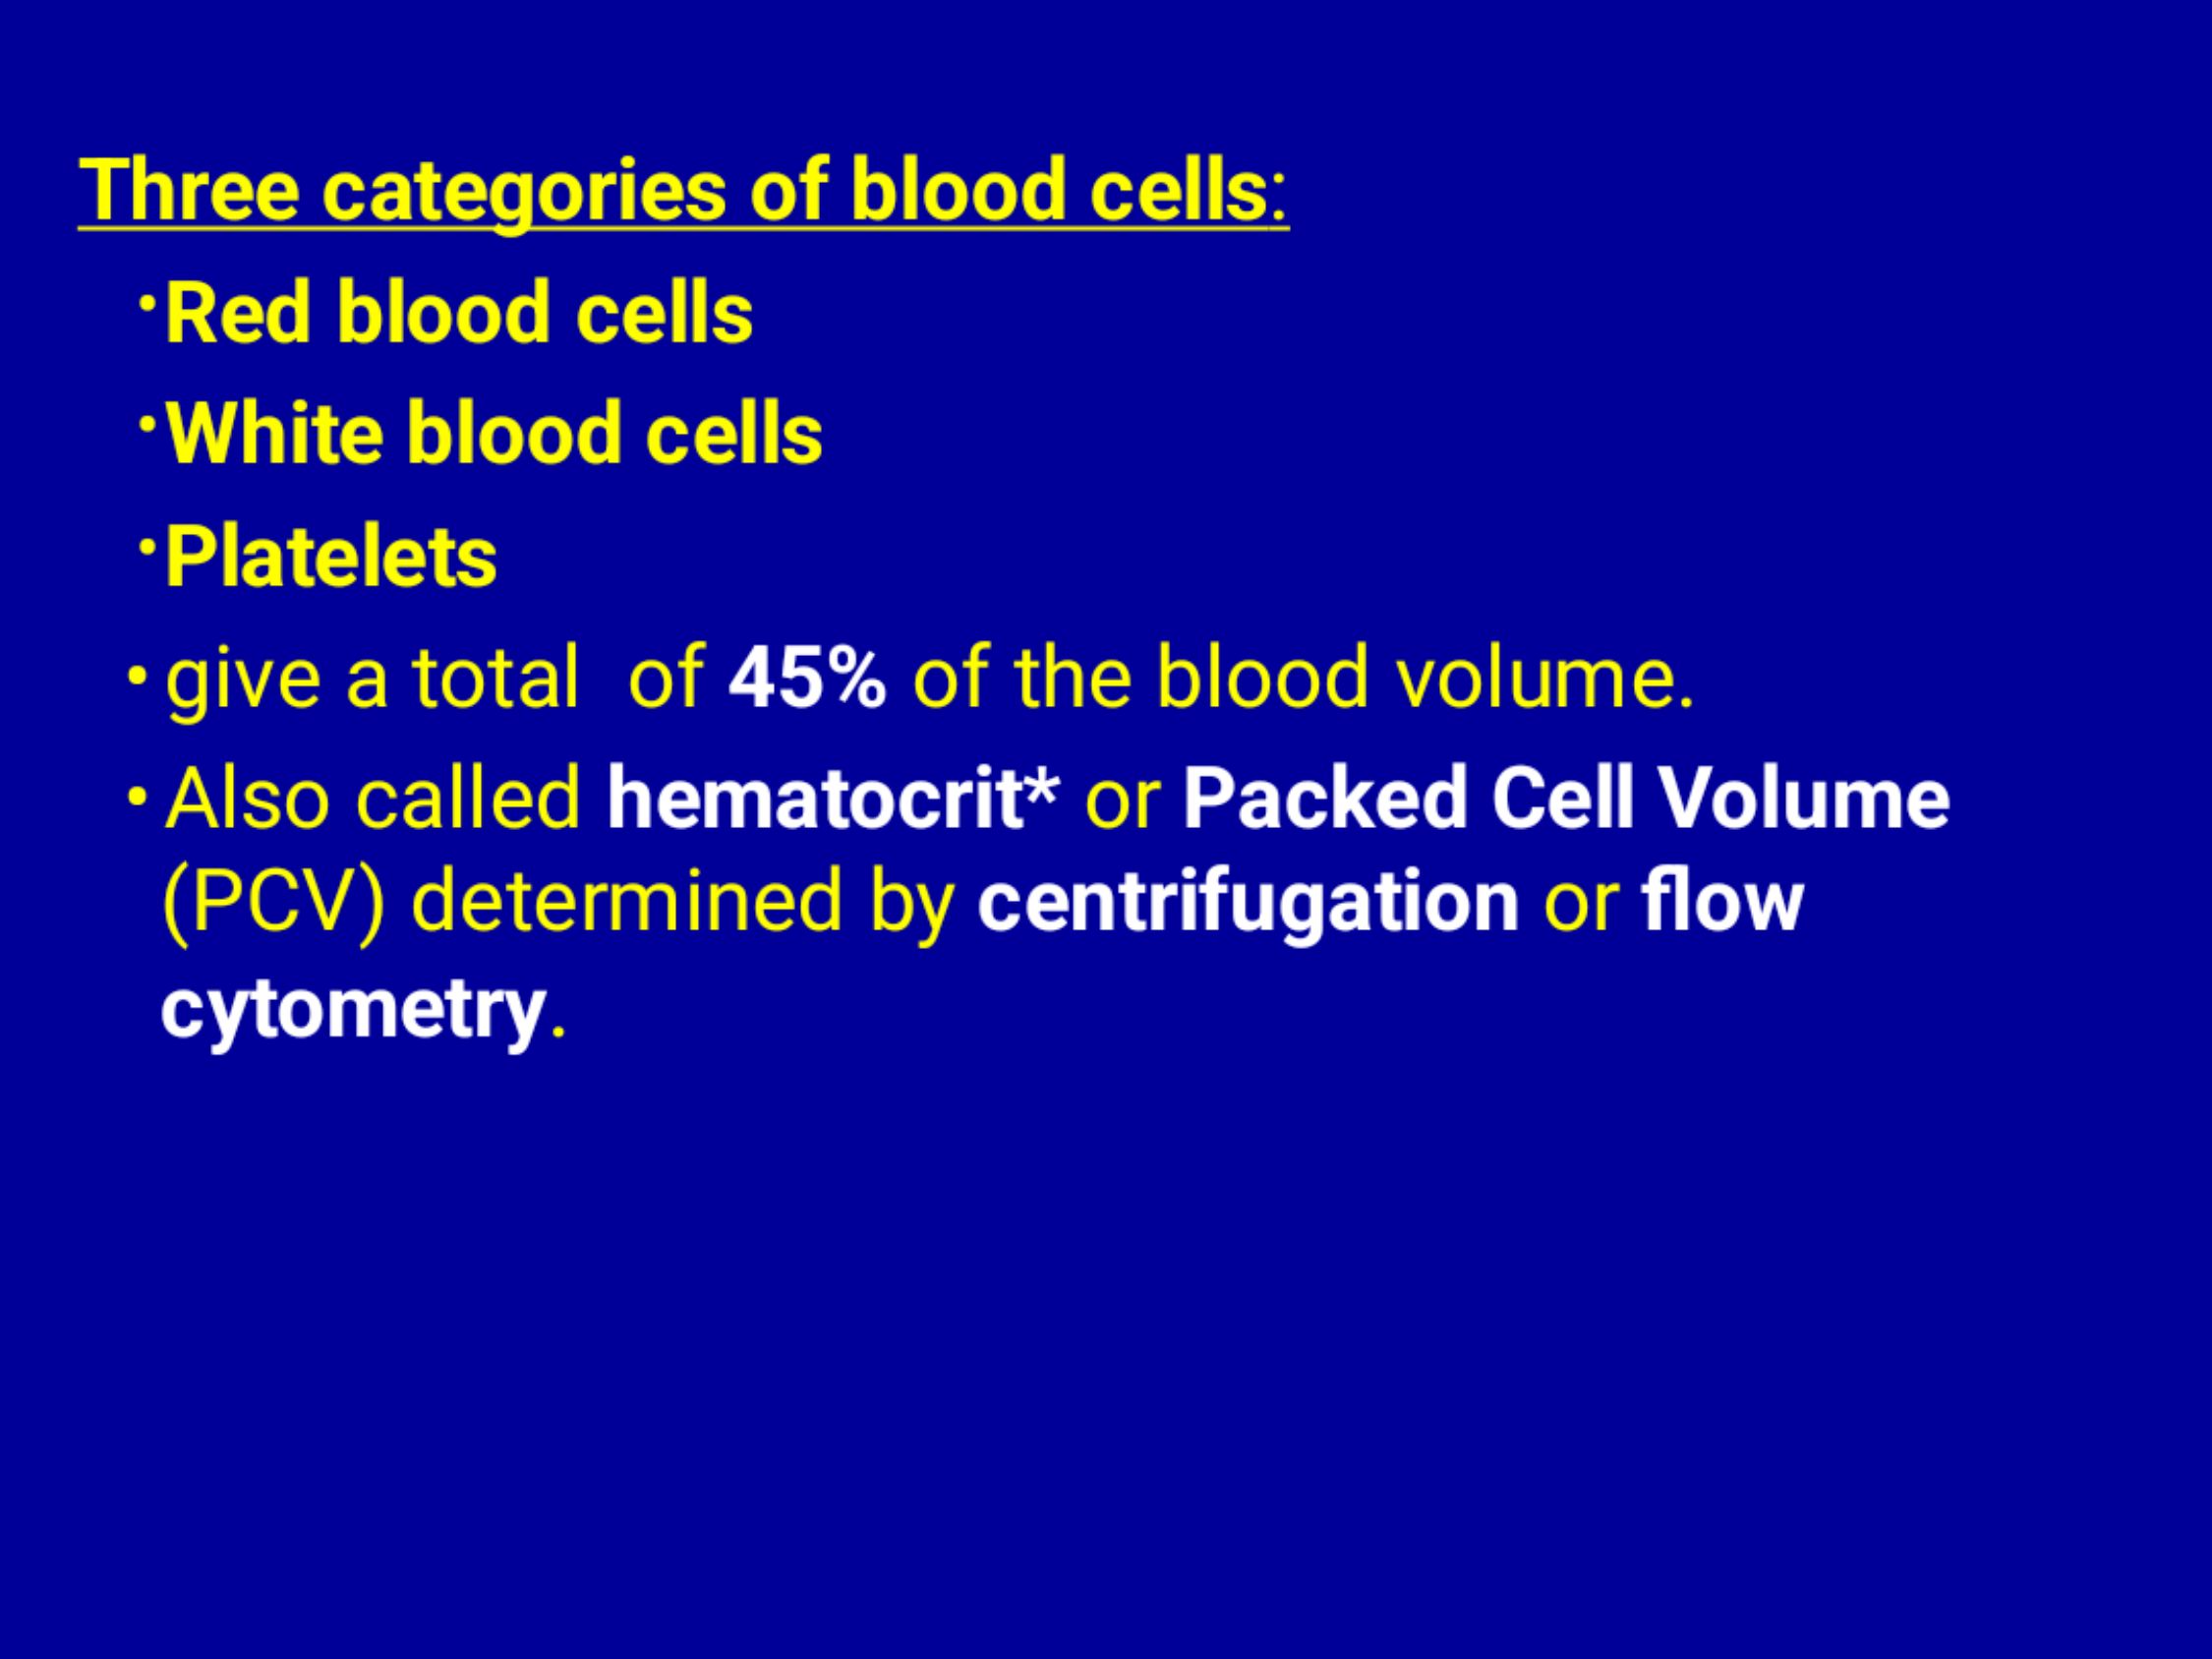 Three categories of blood cells:
•Red blood cells
•White blood cells
•Platelets
• give a total  of 45% of the blood volume.
• Also called hematocrit* or Packed Cell Volume
(PCV) determined by centrifugation or flow
cytometry.